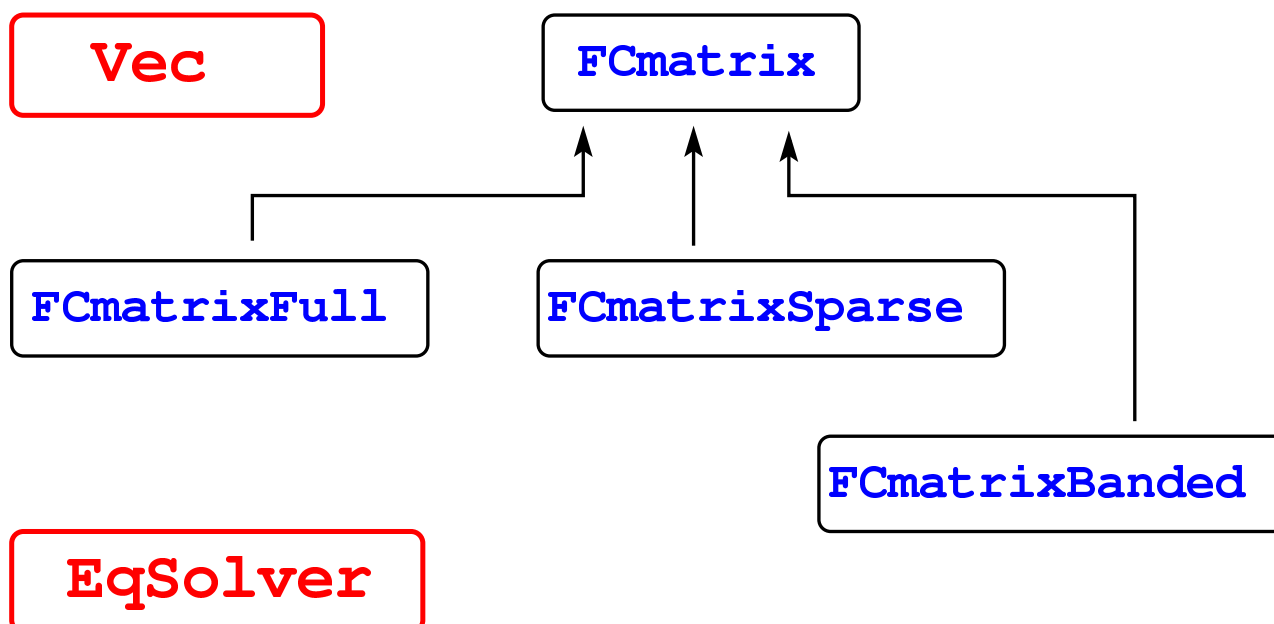 Vec
FCmatrix
FCmatrixFull
FCmatrixSparse
FCmatrixBanded
EqSolver